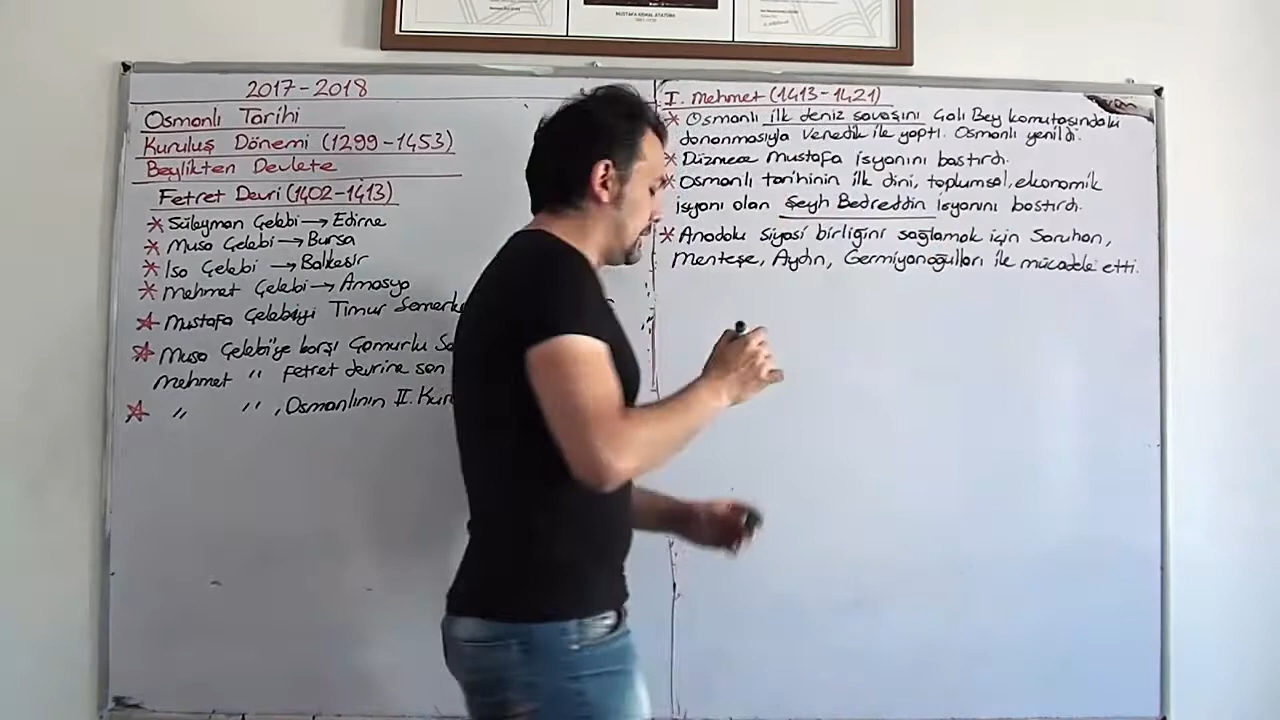 MUSTAFA KEMAL ATATÜRK
2017-2018
Osmanlı Tarihi
Kuruluş Dönemi (1299-1453)
Beylikten Devlete
Fetret Devri (1402-1413)
* Süleyman Çelebi → Edirne
* Musa Çelebi → Bursa
* İsa Çelebi → Balıkesir
* Mehmet Çelebi → Amasya
* Mustafa Çelebiyi Timur
* Musa Çelebi'ye karşı Çamurlu
Mehmet " fetret devrine son
* " ", Osmanlının II.
I. Mehmet (1413-1421)
* Osmanlı ilk deniz savaşını Çalı Bey komutasındaki
donanmasıyla Venedik ile yaptı. Osmanlı yenildi.
* Düzmece Mustafa isyanını bastırdı.
* Osmanlı tarihinin ilk dini, toplumsal, ekonomik
isyanı olan Şeyh Bedreddin isyanını bastırdı.
* Anadolu siyasi birliğini sağlamak için Saruhan,
Menteşe, Aydın, Germiyanoğulları ile mücadele etti.